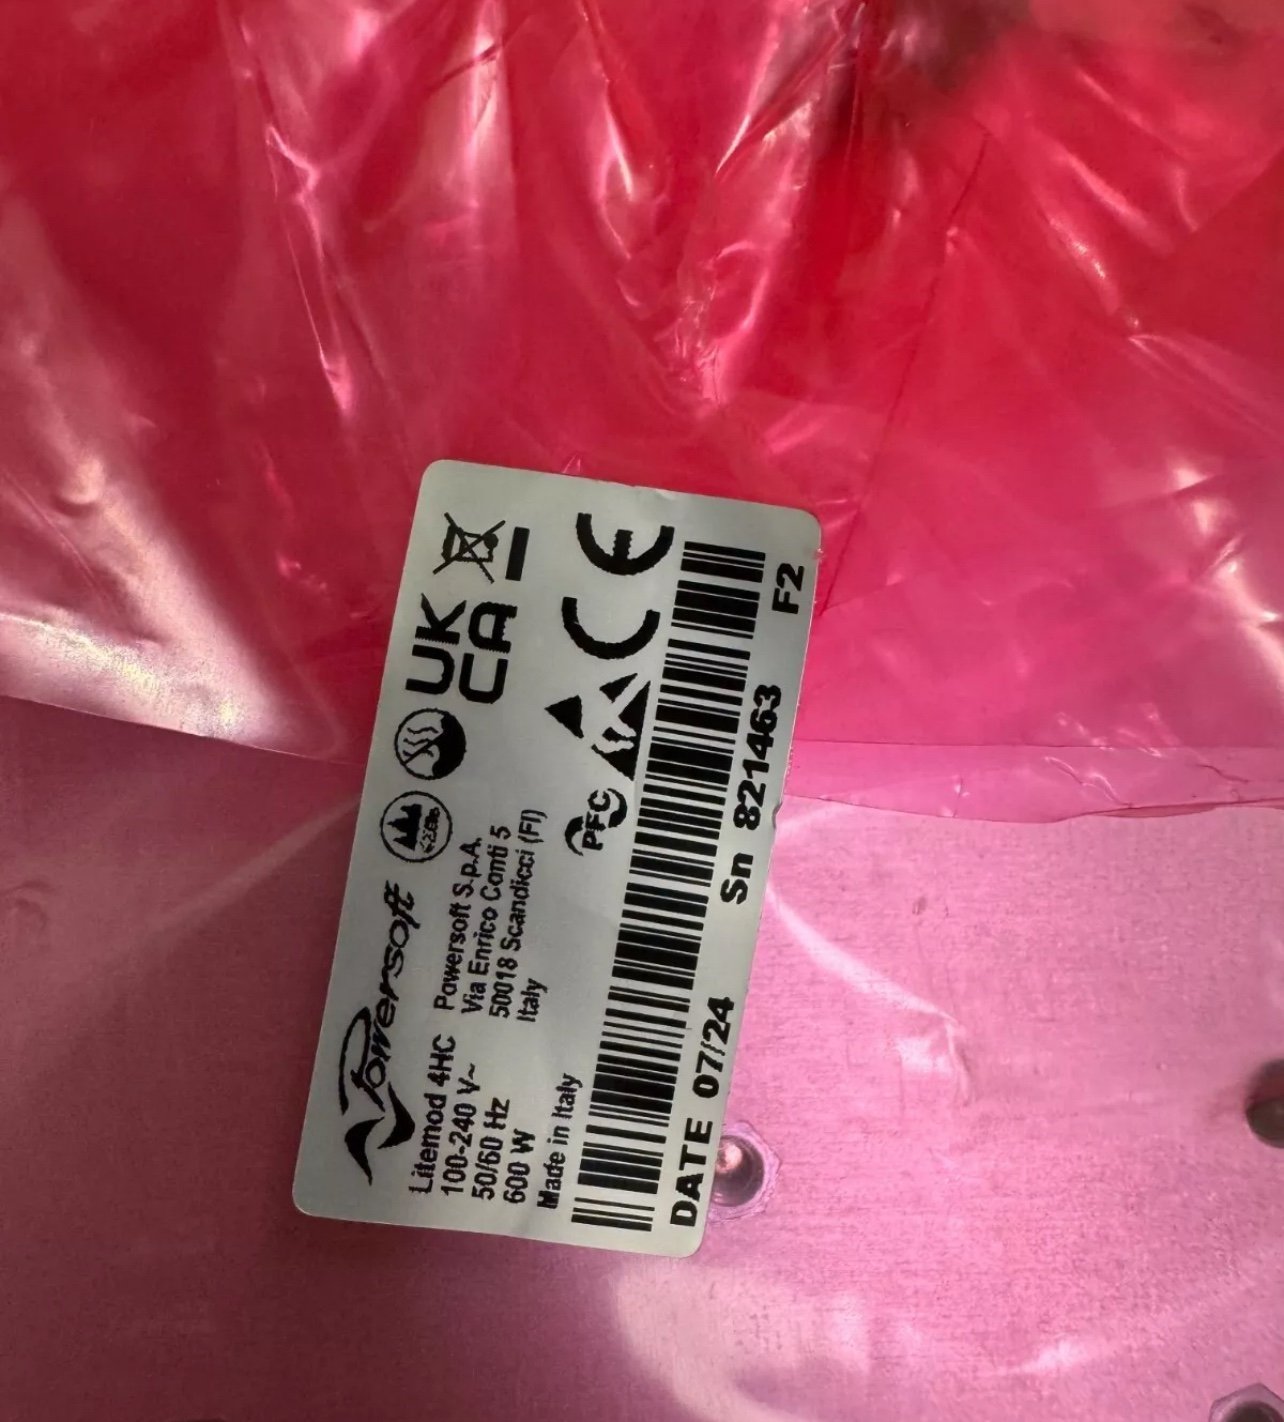 Powersoft
UK
CA
CE
Litemod 4HC
100-240 V~
50/60 Hz
600 W
Made in Italy
Powersoft S.p.A.
Via Enrico Conti 5
50018 Scandicci (FI)
Italy
PFC
DATE 07/24
Sn 821463
F2